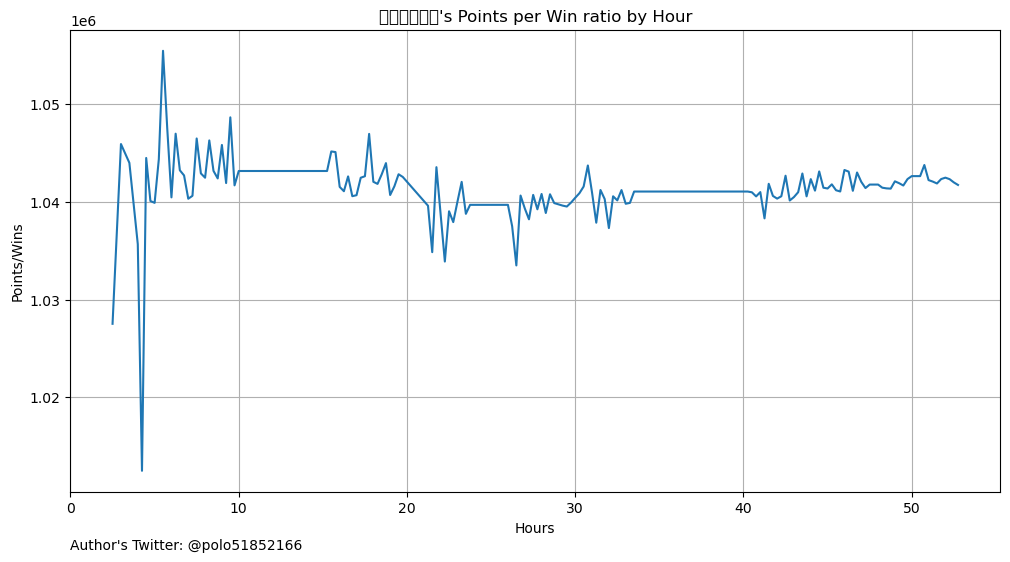 1e6
's Points per Win ratio by Hour
1.05
1.04
1.03
1.02
Points/Wins
0
10
20
30
40
50
Hours
Author's Twitter: @polo51852166